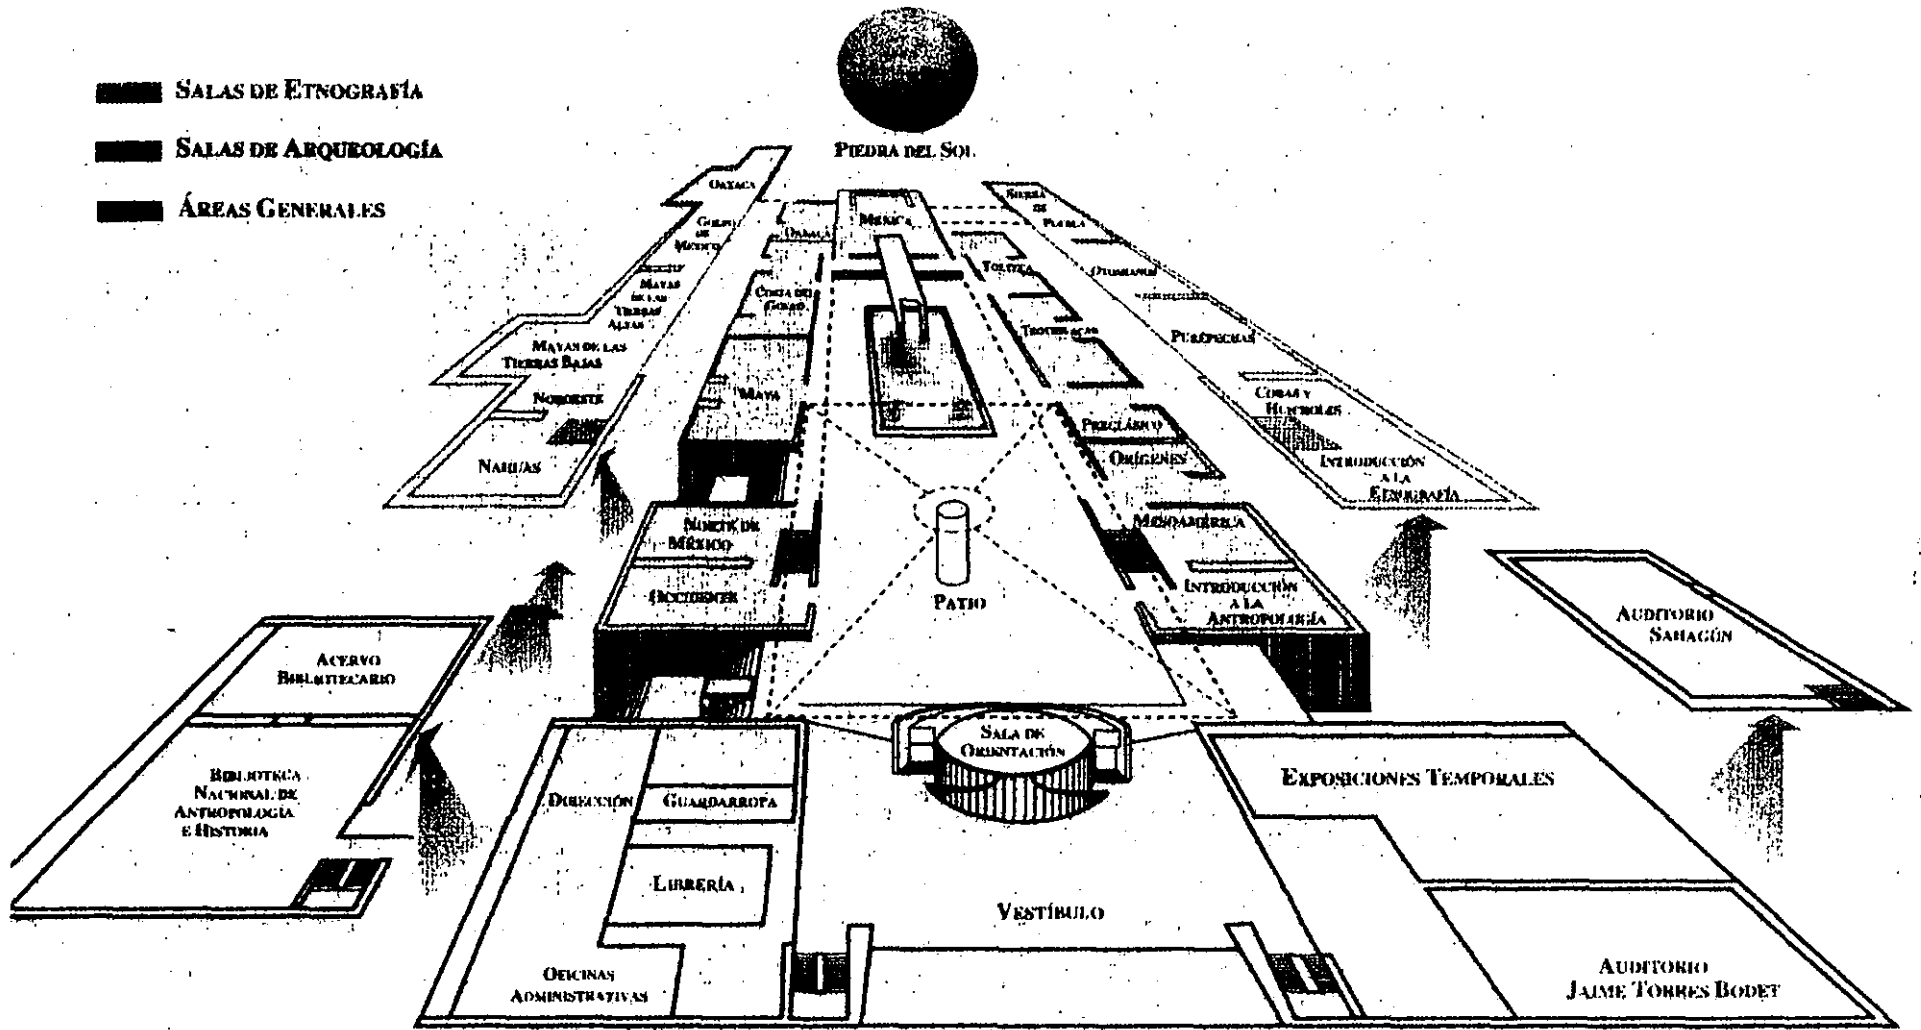 SALAS DE ETNOGRAFÍA
SALAS DE ARQUEOLOGÍA
ÁREAS GENERALES
PIEDRA DEL SOL
OAXACA
GOLFO
DE
MÉXICO
MAYAS
DE LAS
TIERRAS
ALTAS
MAYAS DE LAS
TIERRAS BAJAS
NOROESTE
NAHUAS
OAXACA
COSTA DEL
GOLFO
MAYA
NORTE DE
MÉXICO
OCCIDENTE
MEXICA
TOLTECA
TEOTIHUACAN
PRECLÁSICO
ORÍGENES
MESOAMÉRICA
INTRODUCCIÓN
A LA
ANTROPOLOGÍA
SIERRA
DE
PUEBLA
OTOMIANOS
PURÉPECHAS
CORAS Y
HUICHOLES
INTRODUCCIÓN
A LA
ETNOGRAFÍA
PATIO
ACERVO
BIBLIOTECARIO
BIBLIOTECA
NACIONAL DE
ANTROPOLOGÍA
E HISTORIA
AUDITORIO
SAHAGÚN
SALA DE
ORIENTACIÓN
DIRECCIÓN
GUARDARROPA
LIBRERÍA
OFICINAS
ADMINISTRATIVAS
VESTÍBULO
EXPOSICIONES TEMPORALES
AUDITORIO
JAIME TORRES BODET